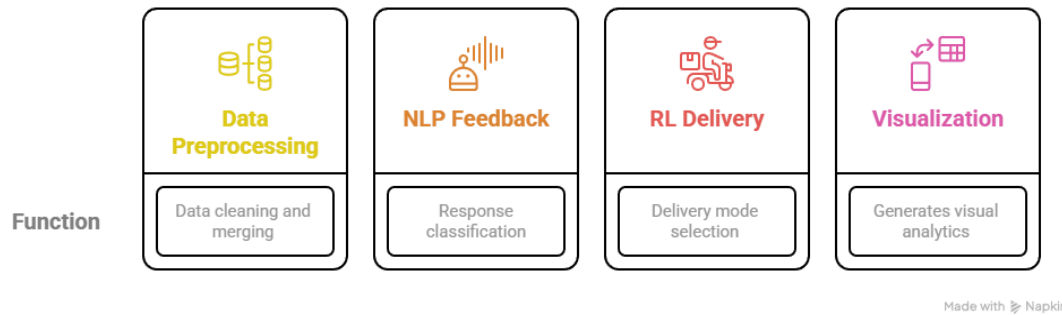 Data
Preprocessing
NLP Feedback
RL Delivery
Visualization
Function
Data cleaning and
merging
Response
classification
Delivery mode
selection
Generates visual
analytics
Made with Napkin